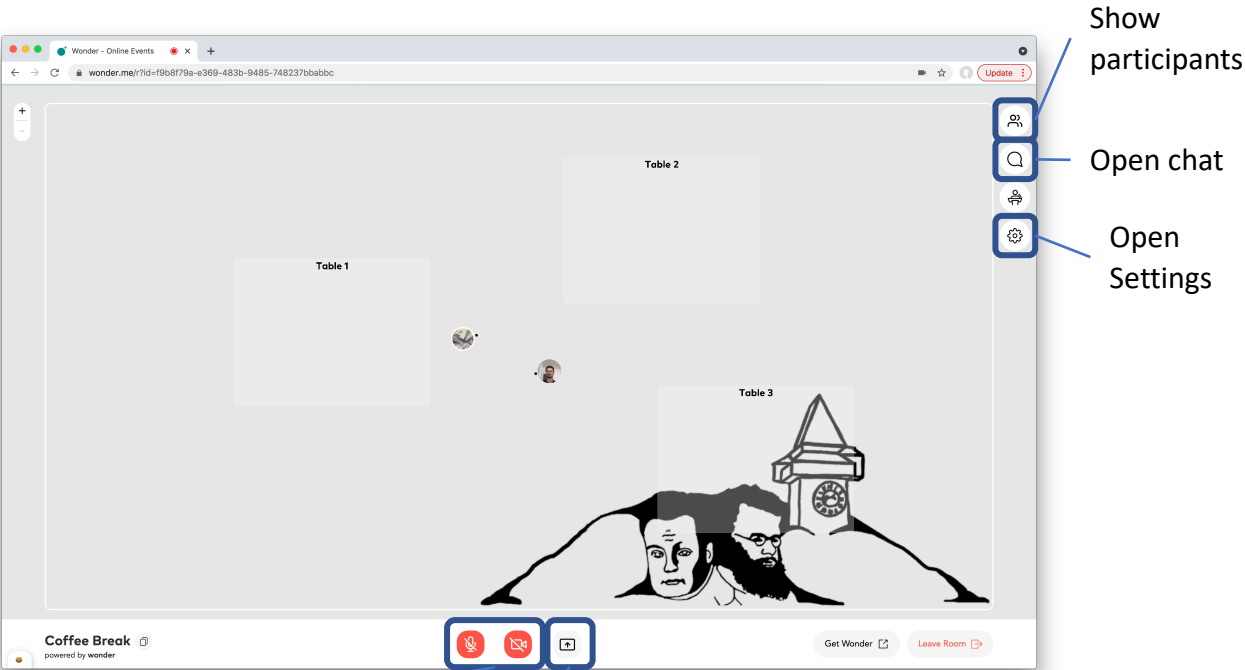 Show
participants
Wonder - Online Events
wonder.me/r?id=f9b8f79a-e369-483b-9485-748237bbabbc
Update
+
-
Table 2
Open chat
Open
Settings
Table 1
Table 3
Coffee Break
powered by wonder
Get Wonder
Leave Room